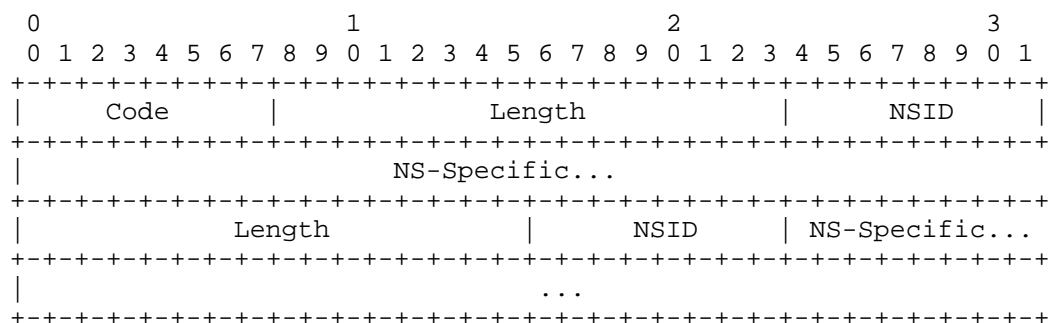 0                   1                   2                   3
 0 1 2 3 4 5 6 7 8 9 0 1 2 3 4 5 6 7 8 9 0 1 2 3 4 5 6 7 8 9 0 1
+-+-+-+-+-+-+-+-+-+-+-+-+-+-+-+-+-+-+-+-+-+-+-+-+-+-+-+-+-+-+-+-+
|     Code      |             Length            |      NSID     |
+-+-+-+-+-+-+-+-+-+-+-+-+-+-+-+-+-+-+-+-+-+-+-+-+-+-+-+-+-+-+-+-+
|                       NS-Specific...
+-+-+-+-+-+-+-+-+-+-+-+-+-+-+-+-+-+-+-+-+-+-+-+-+-+-+-+-+-+-+-+-+
|             Length            |      NSID     | NS-Specific...
+-+-+-+-+-+-+-+-+-+-+-+-+-+-+-+-+-+-+-+-+-+-+-+-+-+-+-+-+-+-+-+-+
|                                ...
+-+-+-+-+-+-+-+-+-+-+-+-+-+-+-+-+-+-+-+-+-+-+-+-+-+-+-+-+-+-+-+-+